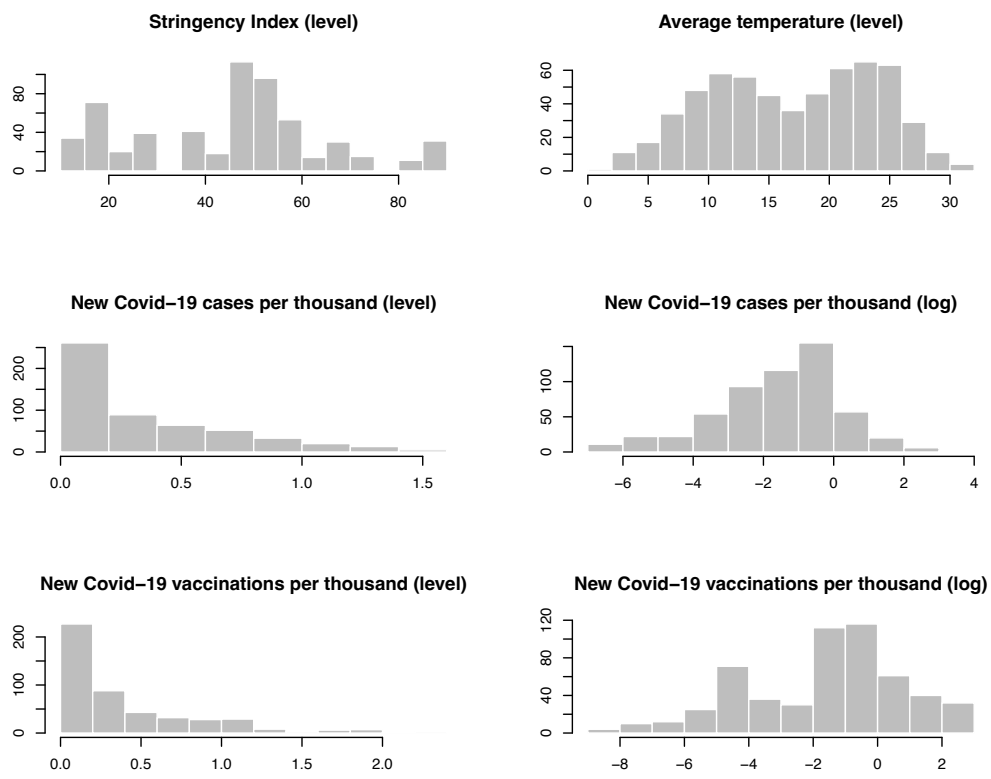 Stringency Index (level)
0 40 80
20 40 60 80
Average temperature (level)
0 20 40 60
0 5 10 15 20 25 30
New Covid−19 cases per thousand (level)
0 100 200
0.0 0.5 1.0 1.5
New Covid−19 cases per thousand (log)
0 50 100
−6 −4 −2 0 2 4
New Covid−19 vaccinations per thousand (level)
0 100 200
0.0 0.5 1.0 1.5 2.0
New Covid−19 vaccinations per thousand (log)
0 40 80 120
−8 −6 −4 −2 0 2